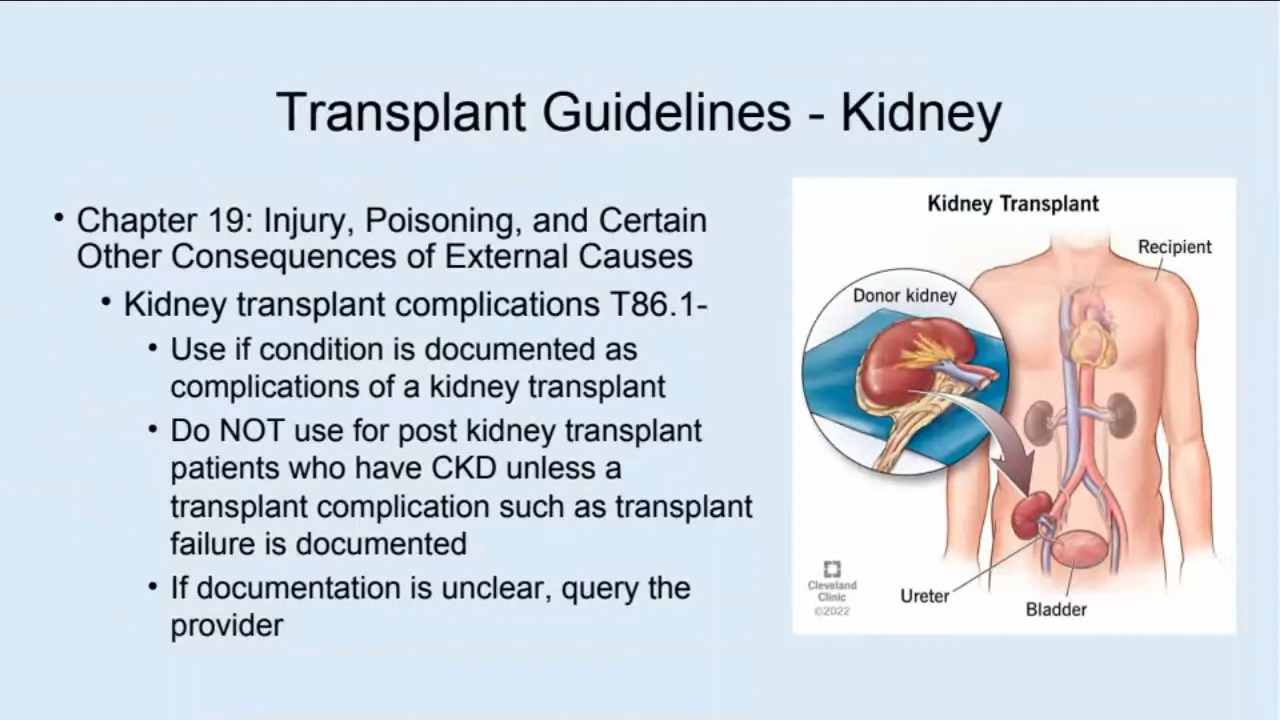 Transplant Guidelines - Kidney
• Chapter 19: Injury, Poisoning, and Certain
Other Consequences of External Causes
• Kidney transplant complications T86.1-
• Use if condition is documented as
complications of a kidney transplant
• Do NOT use for post kidney transplant
patients who have CKD unless a
transplant complication such as transplant
failure is documented
• If documentation is unclear, query the
provider
Kidney Transplant
Recipient
Donor kidney
Ureter
Bladder
Cleveland
Clinic
©2022